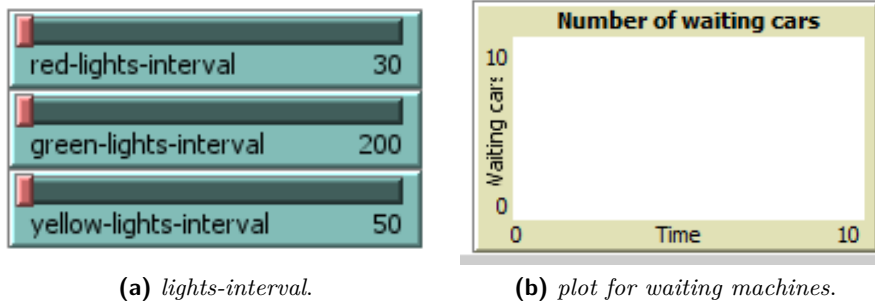 red-lights-interval 30
green-lights-interval 200
yellow-lights-interval 50
(a) lights-interval.
Number of waiting cars
10
Waiting cars
0
0 Time 10
(b) plot for waiting machines.